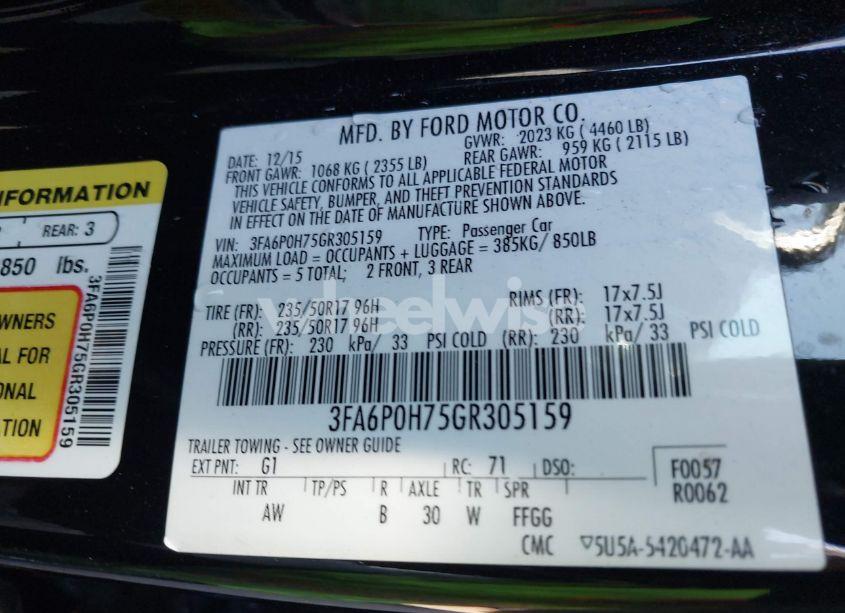 INFORMATION
REAR: 3
850 lbs.
OWNERS
AL FOR
ONAL
ATION
3FA6P0H75GR305159
MFD. BY FORD MOTOR CO.
DATE: 12/15 GVWR: 2023 KG ( 4460 LB)
FRONT GAWR: 1068 KG ( 2355 LB) REAR GAWR: 959 KG ( 2115 LB)
THIS VEHICLE CONFORMS TO ALL APPLICABLE FEDERAL MOTOR
VEHICLE SAFETY, BUMPER, AND THEFT PREVENTION STANDARDS
IN EFFECT ON THE DATE OF MANUFACTURE SHOWN ABOVE.
VIN: 3FA6P0H75GR305159 TYPE: Passenger Car
MAXIMUM LOAD = OCCUPANTS + LUGGAGE = 385KG/ 850LB
OCCUPANTS = 5 TOTAL; 2 FRONT, 3 REAR
TIRE (FR): 235/50R17 96H RIMS (FR): 17x7.5J
(RR): 235/50R17 96H (RR): 17x7.5J
PRESSURE (FR): 230 kPa/ 33 PSI COLD (RR): 230 kPa/ 33 PSI COLD
wheelwise
3FA6P0H75GR305159
TRAILER TOWING - SEE OWNER GUIDE
EXT PNT: G1 RC: 71 DSO: F0057
R0062
INT TR TP/PS R AXLE TR SPR
AW B 30 W FFGG
CMC ▽5U5A-5420472-AA